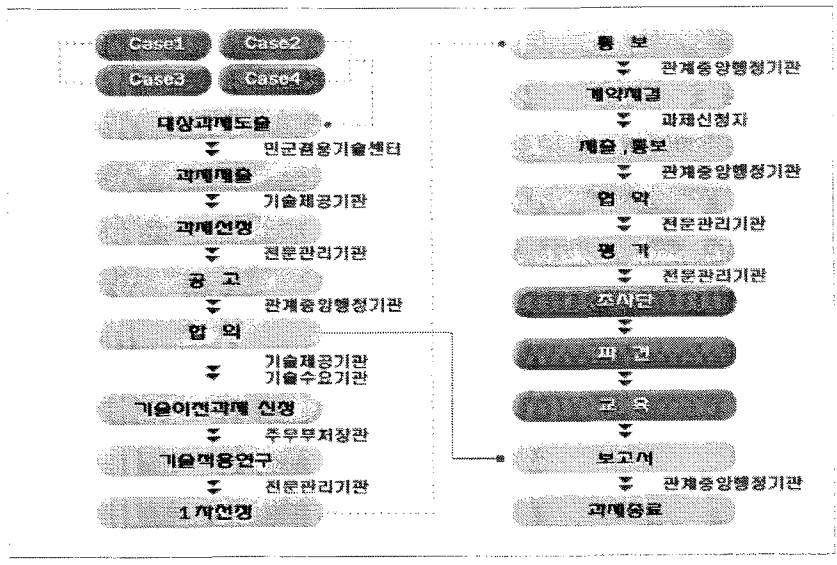 Case1
Case2
Case3
Case4
대상과제도출
민군겸용기술센터
과제제출
기술제공기관
과제선정
전문관리기관
공 고
관계중앙행정기관
합 의
기술제공기관
기술수요기관
기술이전과제 신청
주무부처장관
기술적용연구
전문관리기관
1차선정
통 보
관계중앙행정기관
계약체결
과제신청자
제출,통보
관계중앙행정기관
협 약
전문관리기관
평 가
전문관리기관
조사단
파 견
교 육
보고서
관계중앙행정기관
과제종료